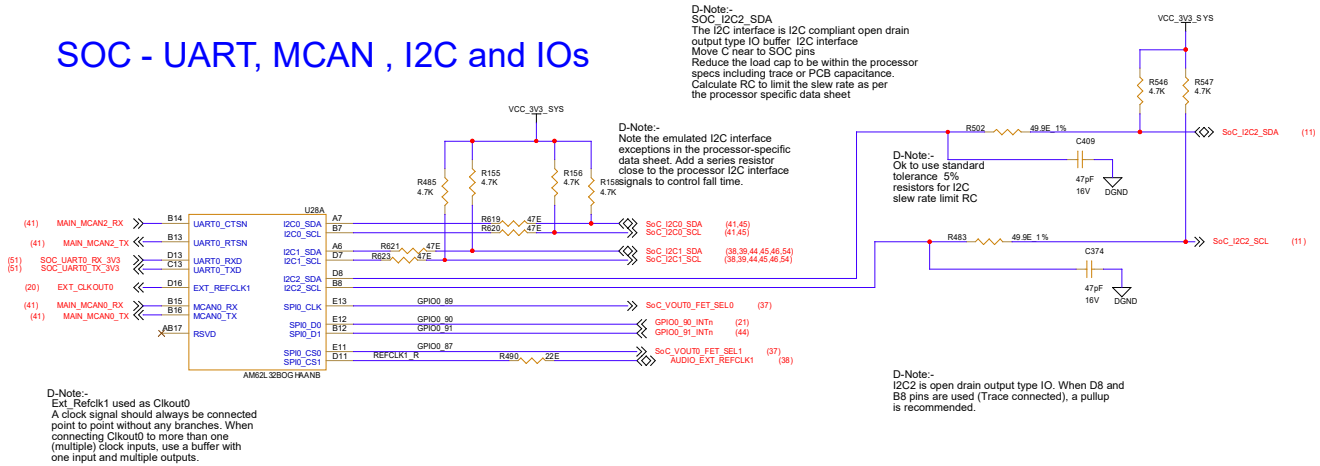 SOC - UART, MCAN , I2C and IOs
D-Note:-
SOC_I2C2_SDA
The I2C interface is I2C compliant open drain
output type IO buffer  I2C interface
Move C near to SOC pins
Reduce the load cap to be within the processor
specs including trace or PCB capacitance.
Calculate RC to limit the slew rate as per
the processor specific data sheet
VCC_3V3_SYS
R546
4.7K
R547
4.7K
VCC_3V3_SYS
D-Note:-
Note the emulated I2C interface
exceptions in the processor-specific
data sheet. Add a series resistor
close to the processor I2C interface
signals to control fall time.
R485
4.7K
R155
4.7K
R156
4.7K
R158
4.7K
R502
49.9E_1%
SoC_I2C2_SDA (11)
C409
47pF
16V
DGND
D-Note:-
Ok to use standard
tolerance 5%
resistors for I2C
slew rate limit RC
R483
49.9E_1%
SoC_I2C2_SCL (11)
C374
47pF
16V
DGND
U28A
(41) MAIN_MCAN2_RX B14 UART0_CTSN
(41) MAIN_MCAN2_TX B13 UART0_RTSN
(51) SOC_UART0_RX_3V3 D13 UART0_RXD
(51) SOC_UART0_TX_3V3 C13 UART0_TXD
(20) EXT_CLKOUT0 D16 EXT_REFCLK1
(41) MAIN_MCAN0_RX B15 MCAN0_RX
(41) MAIN_MCAN0_TX B16 MCAN0_TX
AB17 RSVD
I2C0_SDA A7 R619 47E SoC_I2C0_SDA (41,45)
I2C0_SCL B7 R620 47E SoC_I2C0_SCL (41,45)
I2C1_SDA A6 R621 47E SoC_I2C1_SDA (38,39,44,45,46,54)
I2C1_SCL D7 R623 47E SoC_I2C1_SCL (38,39,44,45,46,54)
I2C2_SDA D8
I2C2_SCL B8
SPI0_CLK E13 GPIO0_89 SoC_VOUT0_FET_SEL0 (37)
SPI0_D0 E12 GPIO0_90 GPIO0_90_INTn (21)
SPI0_D1 B12 GPIO0_91 GPIO0_91_INTn (44)
SPI0_CS0 E11 GPIO0_87 SoC_VOUT0_FET_SEL1 (37)
SPI0_CS1 D11 REFCLK1_R R490 22E AUDIO_EXT_REFCLK1 (38)
AM62L32BOGHAANB
D-Note:-
Ext_Refclk1 used as Clkout0
A clock signal should always be connected
point to point without any branches. When
connecting Clkout0 to more than one
(multiple) clock inputs, use a buffer with
one input and multiple outputs.
D-Note:-
I2C2 is open drain output type IO. When D8 and
B8 pins are used (Trace connected), a pullup
is recommended.